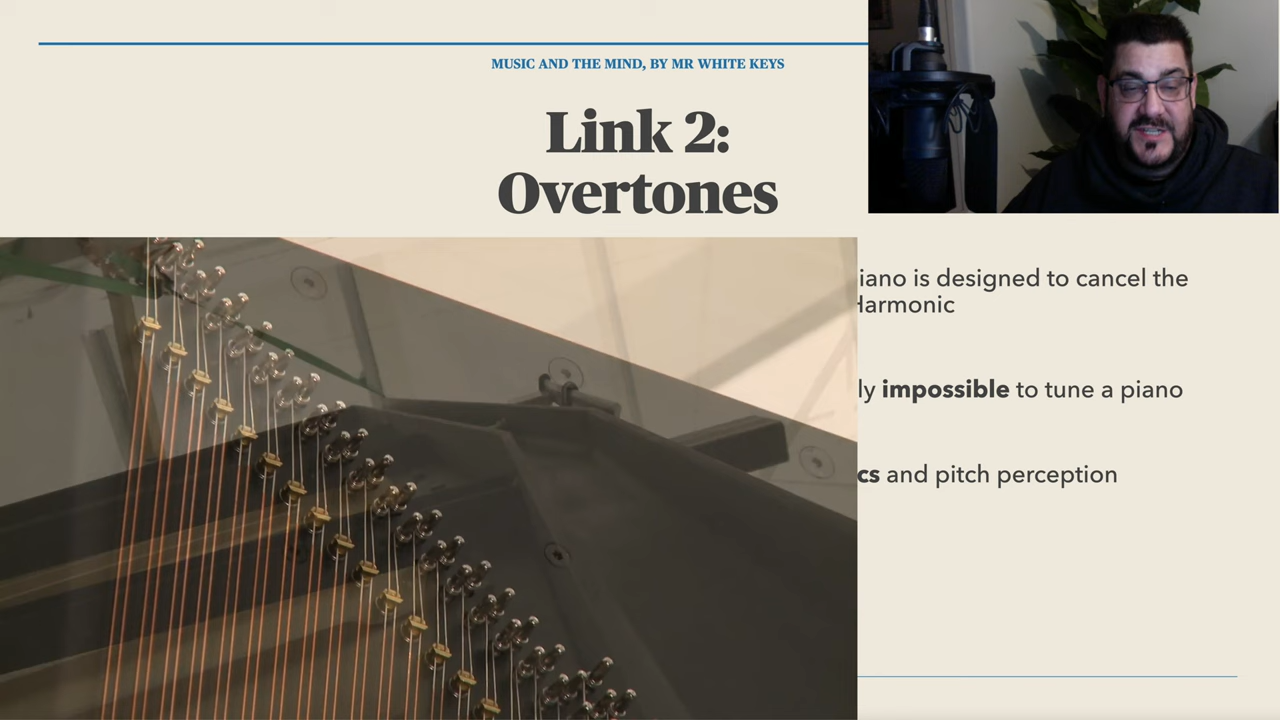 MUSIC AND THE MIND, BY MR WHITE KEYS
Link 2:
Overtones
iano is designed to cancel the
Harmonic
ly impossible to tune a piano
cs and pitch perception